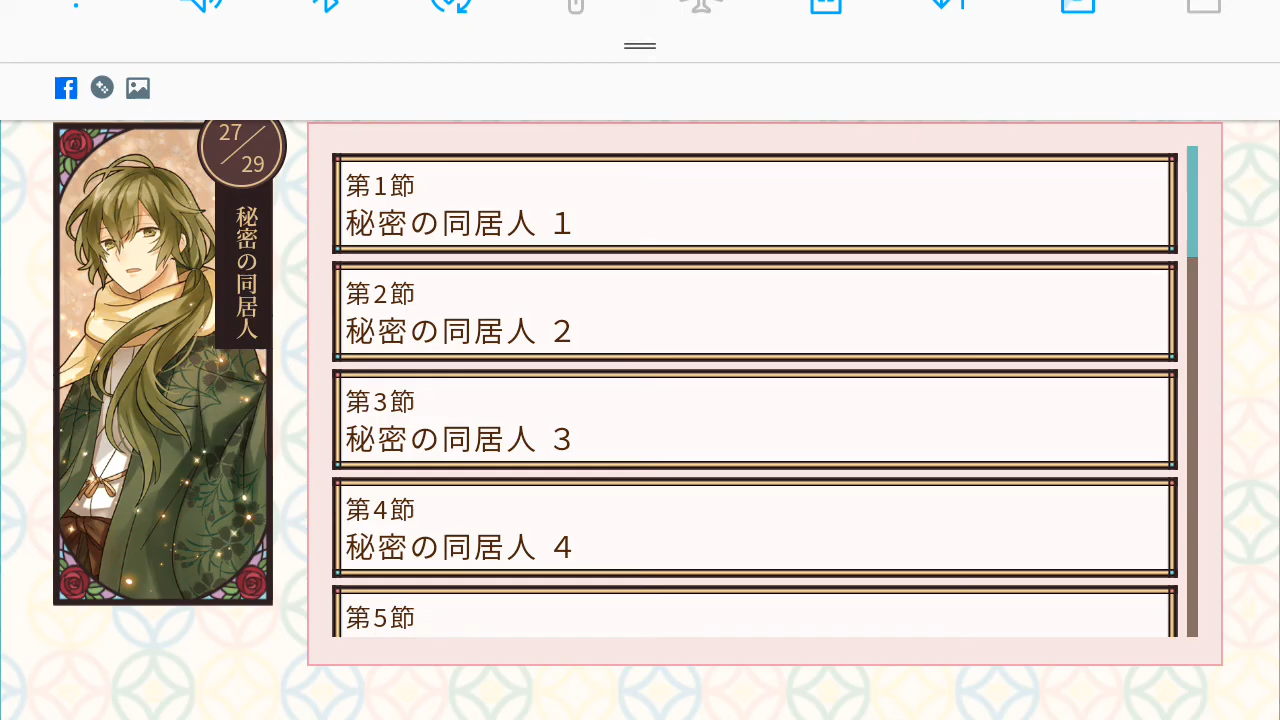 27
29
秘密の同居人
第1節
秘密の同居人 １
第2節
秘密の同居人 ２
第3節
秘密の同居人 ３
第4節
秘密の同居人 ４
第5節